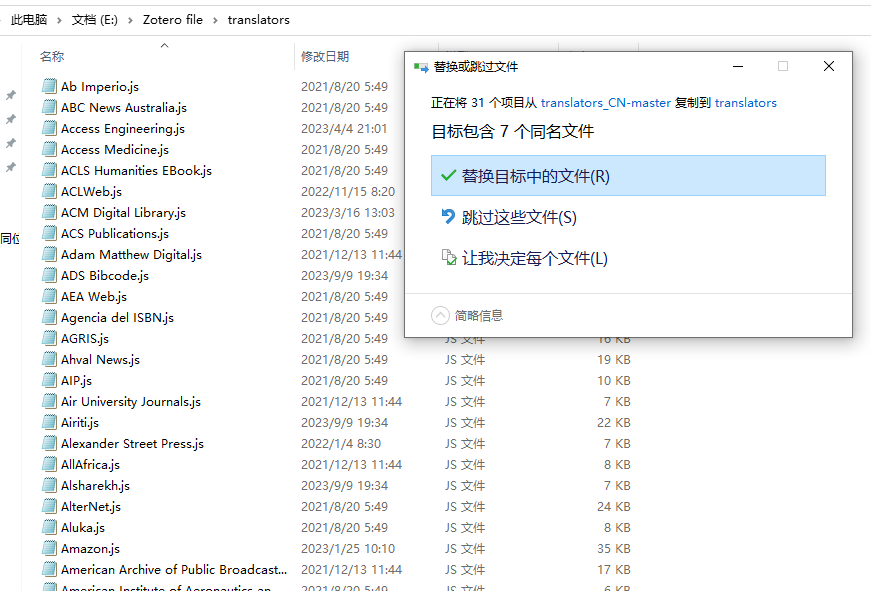 此电脑 › 文档 (E:) › Zotero file › translators
名称 修改日期
Ab Imperio.js 2021/8/20 5:49
ABC News Australia.js 2021/8/20 5:49
Access Engineering.js 2023/4/4 21:01
Access Medicine.js 2021/8/20 5:49
ACLS Humanities EBook.js 2021/8/20 5:49
ACLWeb.js 2022/11/15 8:20
ACM Digital Library.js 2023/3/16 13:03
ACS Publications.js 2021/8/20 5:49
Adam Matthew Digital.js 2021/12/13 11:44
ADS Bibcode.js 2023/9/9 19:34
AEA Web.js 2021/8/20 5:49
Agencia del ISBN.js 2021/8/20 5:49
AGRIS.js 2021/8/20 5:49 JS 文件 16 KB
Ahval News.js 2021/8/20 5:49 JS 文件 19 KB
AIP.js 2021/8/20 5:49 JS 文件 10 KB
Air University Journals.js 2021/12/13 11:44 JS 文件 7 KB
Airiti.js 2023/9/9 19:34 JS 文件 22 KB
Alexander Street Press.js 2022/1/4 8:30 JS 文件 7 KB
AllAfrica.js 2021/12/13 11:44 JS 文件 8 KB
Alsharekh.js 2023/9/9 19:34 JS 文件 7 KB
AlterNet.js 2021/8/20 5:49 JS 文件 24 KB
Aluka.js 2021/8/20 5:49 JS 文件 8 KB
Amazon.js 2023/1/25 10:10 JS 文件 35 KB
American Archive of Public Broadcast... 2021/12/13 11:44 JS 文件 17 KB
American Institute of Aeronautics an... 2021/8/20 5:49 JS 文件 6 KB
同位
替换或跳过文件
正在将 31 个项目从 translators_CN-master 复制到 translators
目标包含 7 个同名文件
替换目标中的文件(R)
跳过这些文件(S)
让我决定每个文件(L)
简略信息